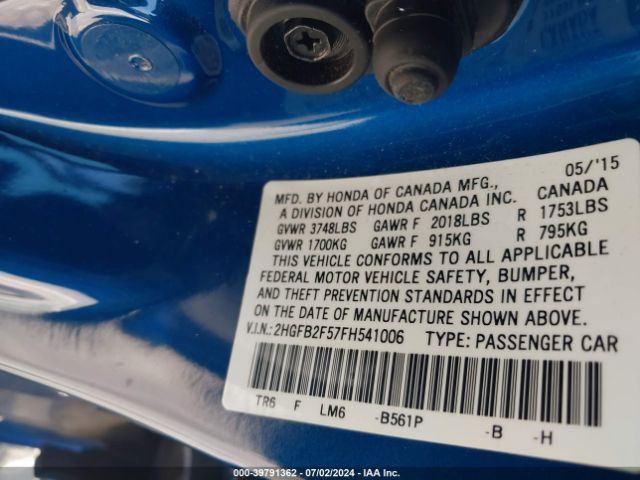 05/'15
MFD. BY HONDA OF CANADA MFG.,
A DIVISION OF HONDA CANADA INC. CANADA
GVWR 3748LBS GAWR F 2018LBS R 1753LBS
GVWR 1700KG GAWR F 915KG R 795KG
THIS VEHICLE CONFORMS TO ALL APPLICABLE
FEDERAL MOTOR VEHICLE SAFETY, BUMPER,
AND THEFT PREVENTION STANDARDS IN EFFECT
ON THE DATE OF MANUFACTURE SHOWN ABOVE.
V.I.N.: 2HGFB2F57FH541006 TYPE: PASSENGER CAR
TR6 F LM6 -B561P -B -H
000-39791362 - 07/02/2024 - IAA Inc.